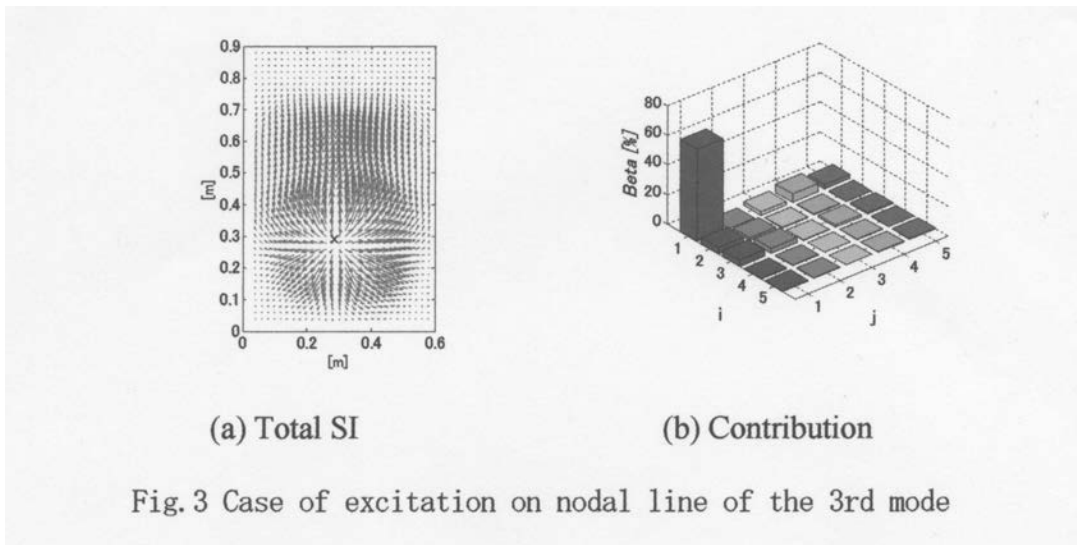 0.9
0.8
0.7
0.6
0.5
0.4
0.3
0.2
0.1
0
[m]
×
0 0.2 0.4 0.6
[m]
80
60
40
20
0
Beta [%]
1
2
3
4
5
i
1
2
3
4
5
j
(a) Total SI
(b) Contribution
Fig. 3 Case of excitation on nodal line of the 3rd mode